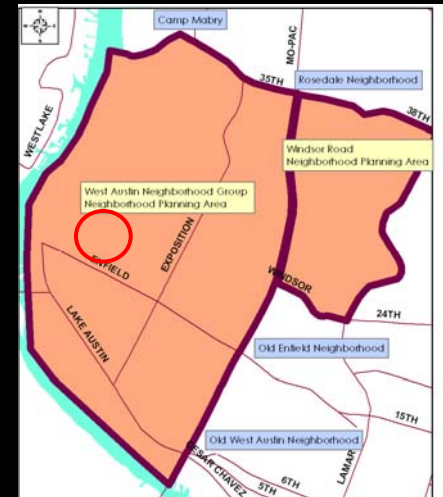 Camp Mabry
MO-PAC
35TH
Rosedale Neighborhood
38TH
WESTLAKE
Windsor Road
Neighborhood Planning Area
West Austin Neighborhood Group
Neighborhood Planning Area
EXPOSITION
ENFIELD
WINDSOR
LAKE AUSTIN
24TH
Old Enfield Neighborhood
15TH
Old West Austin Neighborhood
LAMAR
CESAR CHAVEZ
6TH
5TH